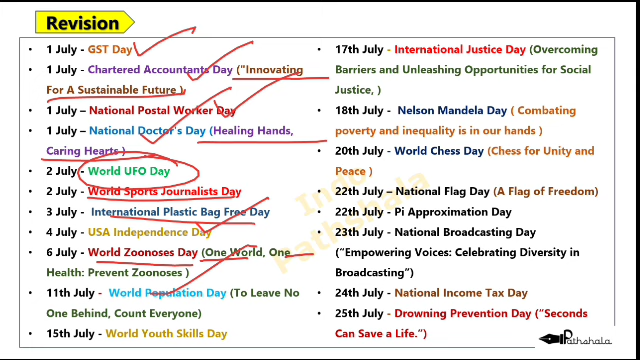 Revision
• 1 July - GST Day
• 1 July - Chartered Accountants Day ("Innovating
For A Sustainable Future )
• 1 July – National Postal Worker Day
• 1 July – National Doctor's Day (Healing Hands,
Caring Hearts )
• 2 July - World UFO Day
• 2 July - World Sports Journalists Day
• 3 July - International Plastic Bag Free Day
• 4 July - USA Independence Day
• 6 July - World Zoonoses Day (One World, One
Health: Prevent Zoonoses )
• 11th July - World Population Day (To Leave No
One Behind, Count Everyone)
• 15th July - World Youth Skills Day
17th July - International Justice Day (Overcoming
Barriers and Unleashing Opportunities for Social
Justice, )
18th July - Nelson Mandela Day ( Combating
poverty and inequality is in our hands )
20th July - World Chess Day (Chess for Unity and
Peace )
22th July – National Flag Day (A Flag of Freedom)
22th July - Pi Approximation Day
23th July - National Broadcasting Day
(“Empowering Voices: Celebrating Diversity in
Broadcasting”)
24th July - National Income Tax Day
25th July - Drowning Prevention Day (“Seconds
Can Save a Life.”)
Pathshala
Pathshala